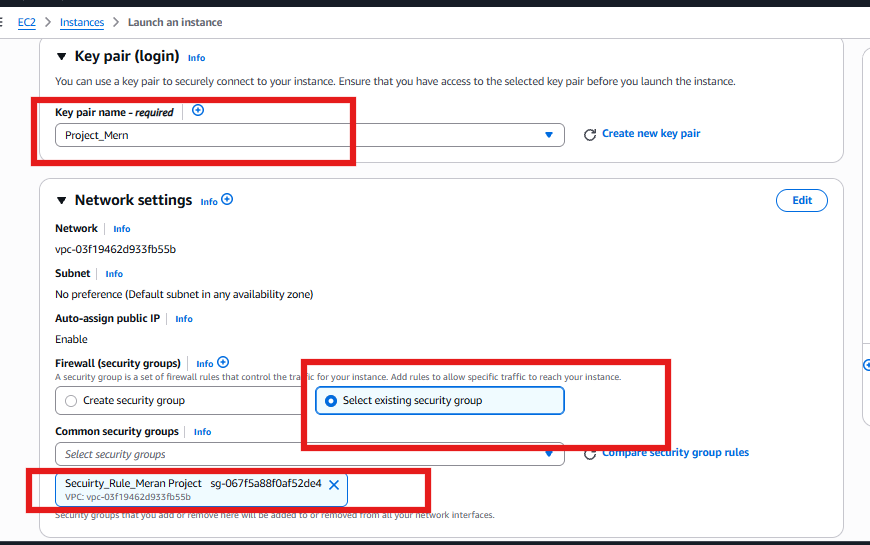 EC2 > Instances > Launch an instance
Key pair (login) Info
You can use a key pair to securely connect to your instance. Ensure that you have access to the selected key pair before you launch the instance.
Key pair name - required
Project_Mern
Create new key pair
Network settings Info
Edit
Network Info
vpc-03f19462d933fb55b
Subnet Info
No preference (Default subnet in any availability zone)
Auto-assign public IP Info
Enable
Firewall (security groups) Info
A security group is a set of firewall rules that control the traffic for your instance. Add rules to allow specific traffic to reach your instance.
Create security group
Select existing security group
Common security groups Info
Select security groups
Compare security group rules
Secuirty_Rule_Meran Project sg-067f5a88f0af52de4
VPC: vpc-03f19462d933fb55b
Security groups that you add or remove here will be added to or removed from all your network interfaces.